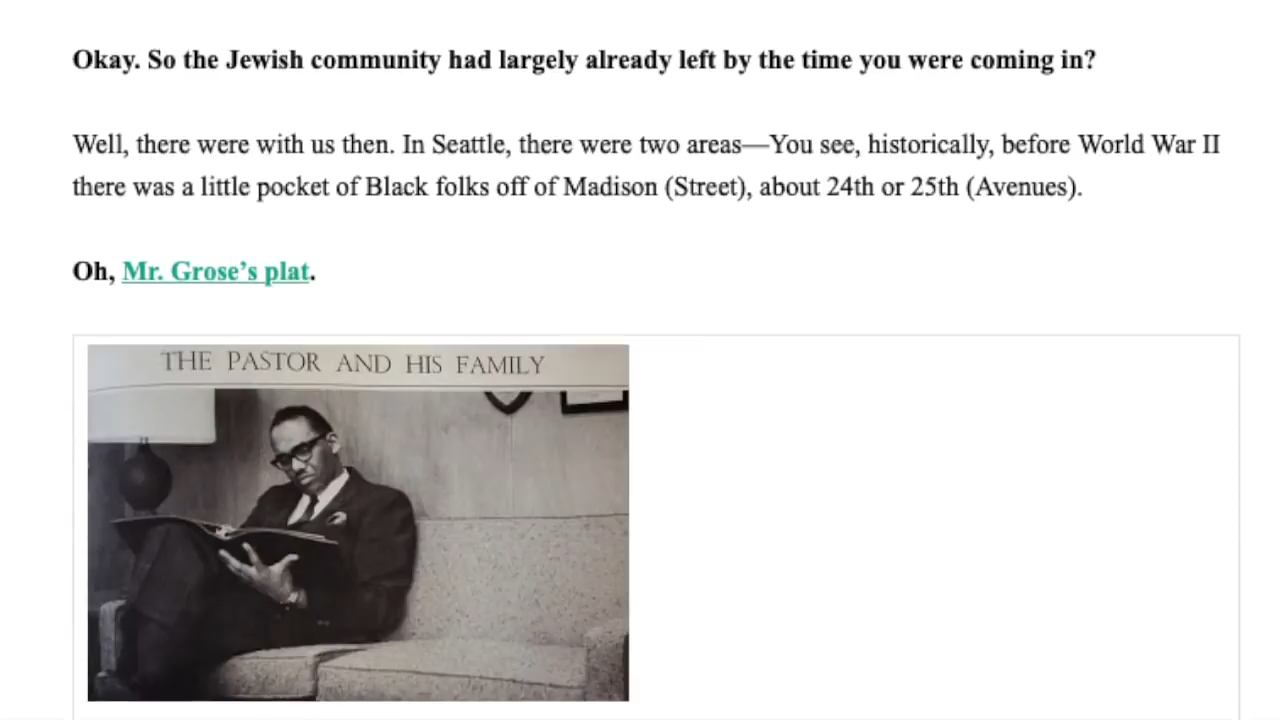 Okay. So the Jewish community had largely already left by the time you were coming in?
Well, there were with us then. In Seattle, there were two areas—You see, historically, before World War II
there was a little pocket of Black folks off of Madison (Street), about 24th or 25th (Avenues).
Oh, Mr. Grose’s plat.
THE PASTOR AND HIS FAMILY